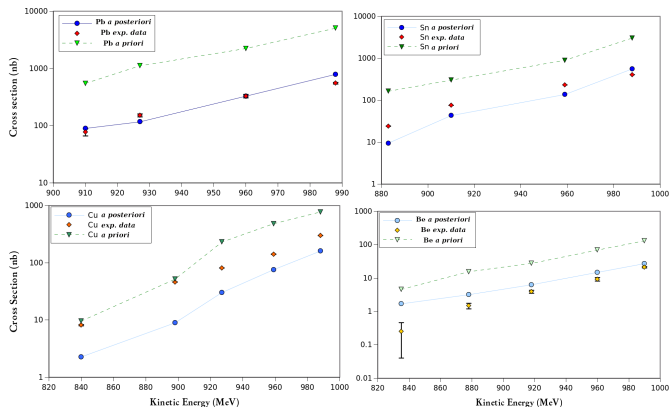 Pb a posteriori
Pb exp. data
Pb a priori
10000
1000
100
10
900 910 920 930 940 950 960 970 980 990
Cross section (nb)
Sn a posteriori
Sn exp. data
Sn a priori
10000
1000
100
10
1
880 900 920 940 960 980 1000
Cu a posteriori
Cu exp. data
Cu a priori
1000
100
10
1
820 840 860 880 900 920 940 960 980 1000
Cross Section (nb)
Kinetic Energy (MeV)
Be a posteriori
Be exp. data
Be a priori
100
10
1
0.1
0.01
820 840 860 880 900 920 940 960 980 1000
Kinetic Energy (MeV)